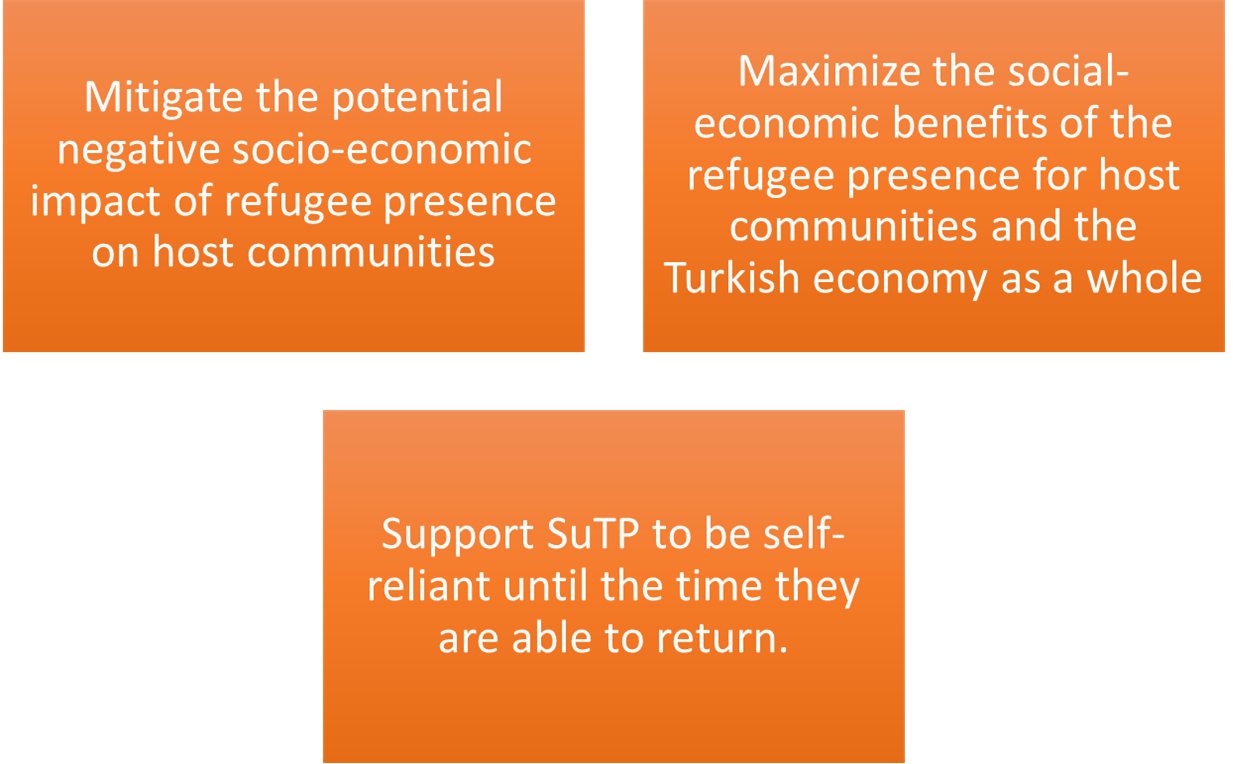 Mitigate the potential
negative socio-economic
impact of refugee presence
on host communities
Maximize the social-
economic benefits of the
refugee presence for host
communities and the
Turkish economy as a whole
Support SuTP to be self-
reliant until the time they
are able to return.